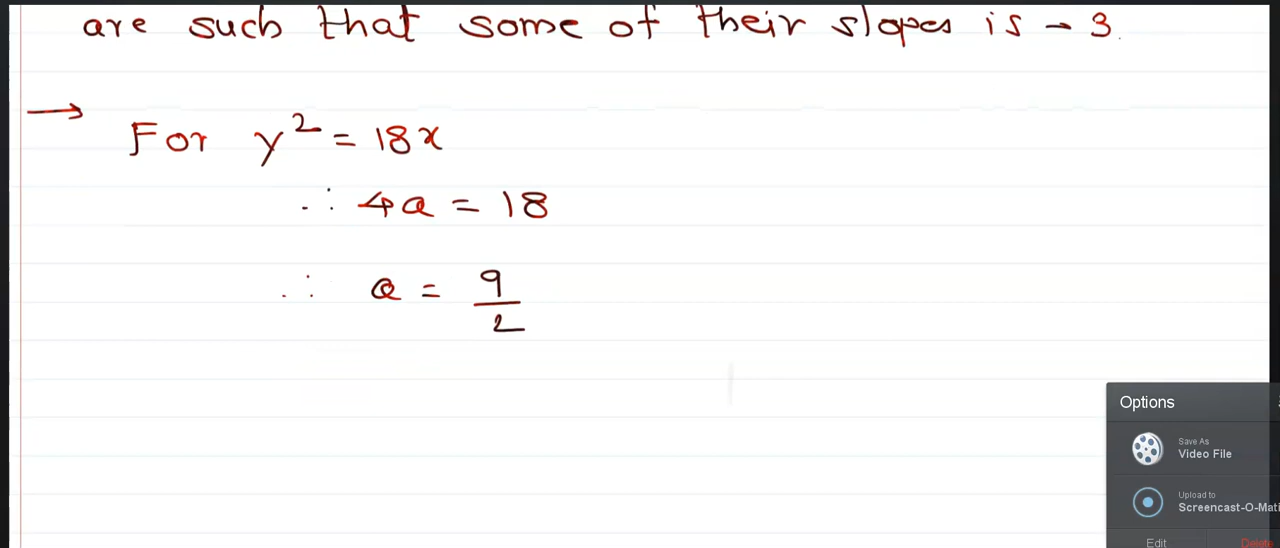 are such that some of their slopes is - 3.
→ For y² = 18x
∴ 4a = 18
∴ a = 9/2
Options
Save As
Video File
Upload to
Screencast-O-Mati
Edit Delete